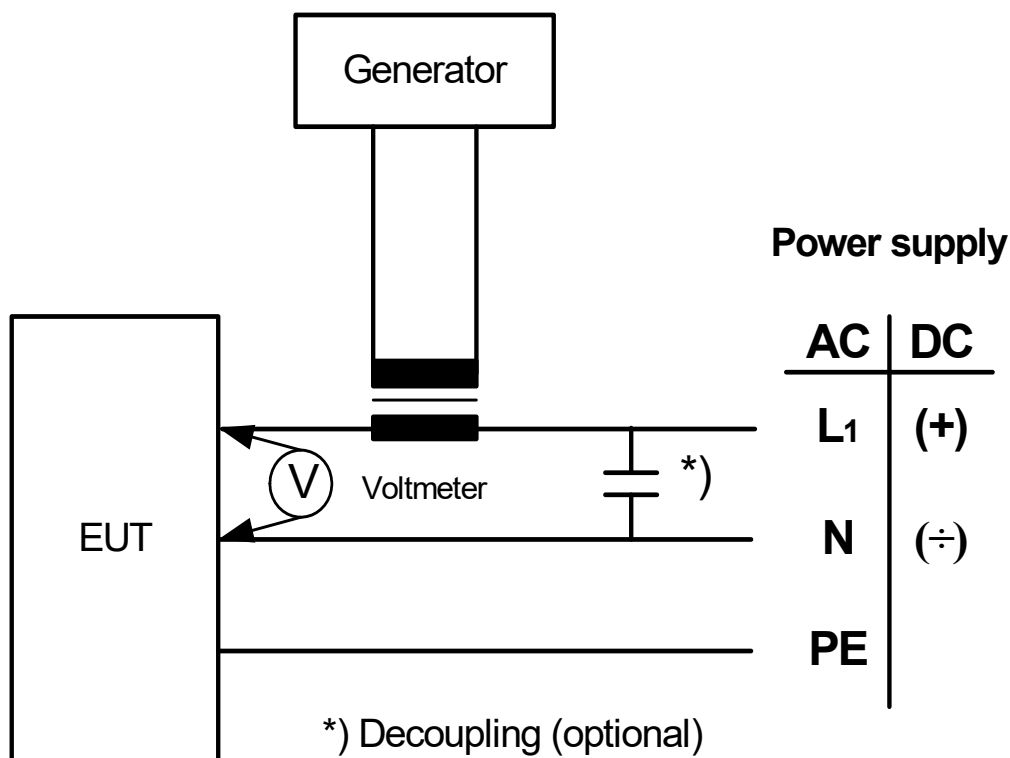 Generator
Power supply
AC DC
L1 (+)
V Voltmeter *)
EUT N (÷)
PE
*) Decoupling (optional)